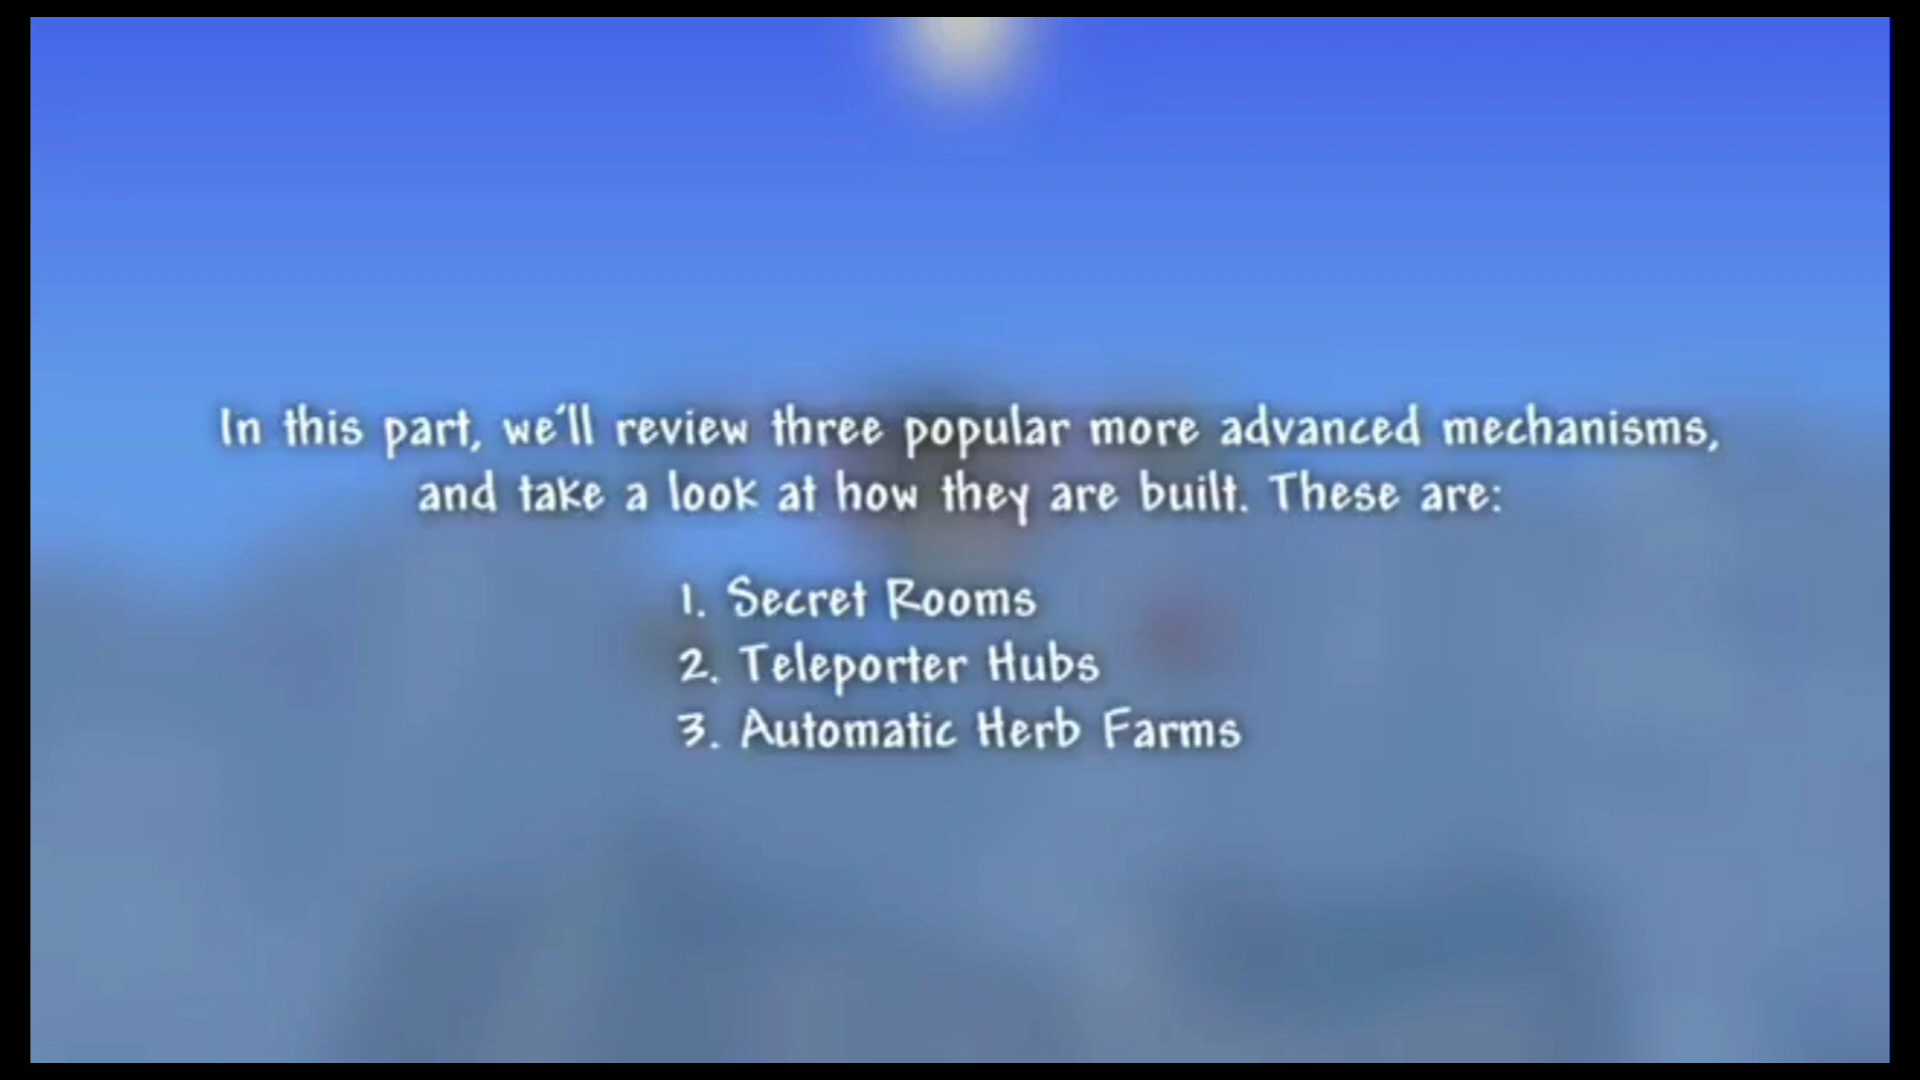 In this part, we'll review three popular more advanced mechanisms,
and take a look at how they are built. These are:
1. Secret Rooms
2. Teleporter Hubs
3. Automatic Herb Farms